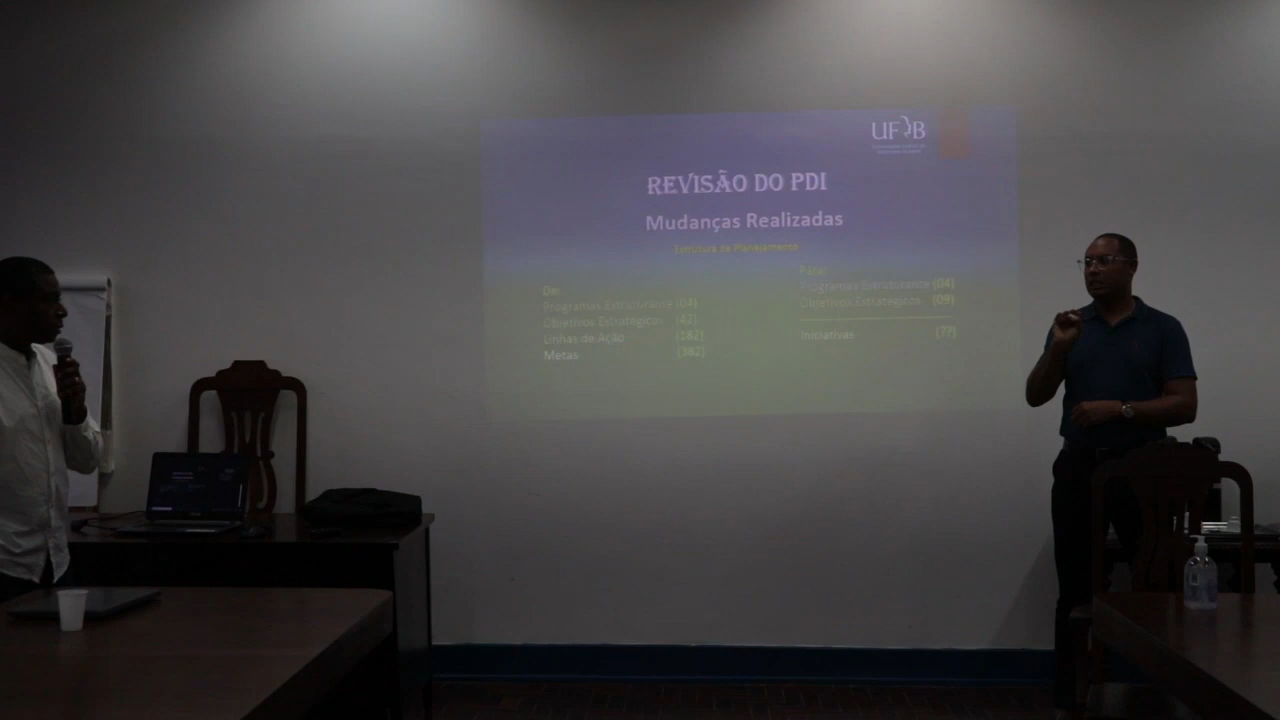 UFRB
REVISÃO DO PDI
Mudanças Realizadas
Estrutura de Planejamento
De:
Programas Estruturante (04)
Objetivos Estratégicos (42)
Linhas de Ação (182)
Metas (382)
Para:
Programas Estruturante (04)
Objetivos Estratégicos (09)
Iniciativas (??)